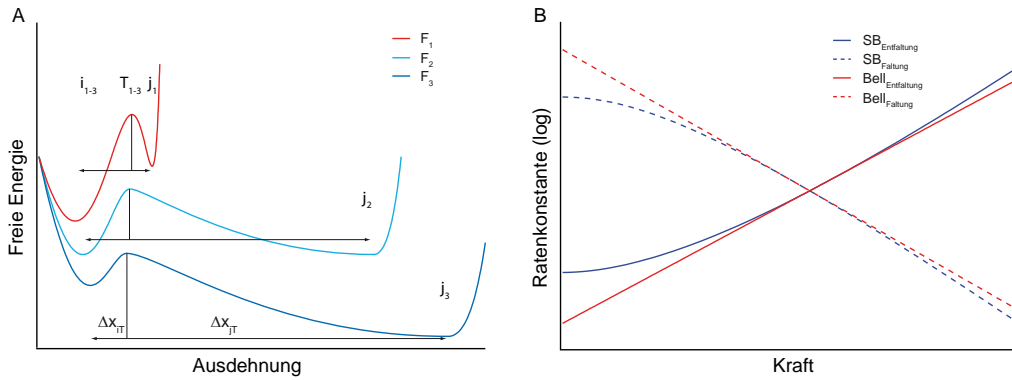 A
F1
F2
F3
i1-3 T1-3 j1
j2
j3
ΔxiT ΔxjT
Freie Energie
Ausdehnung
B
SBEntfaltung
SBFaltung
BellEntfaltung
BellFaltung
Ratenkonstante (log)
Kraft